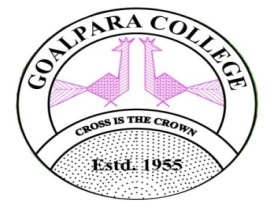 GOALPARA COLLEGE
CROSS IS THE CROWN
Estd. 1955